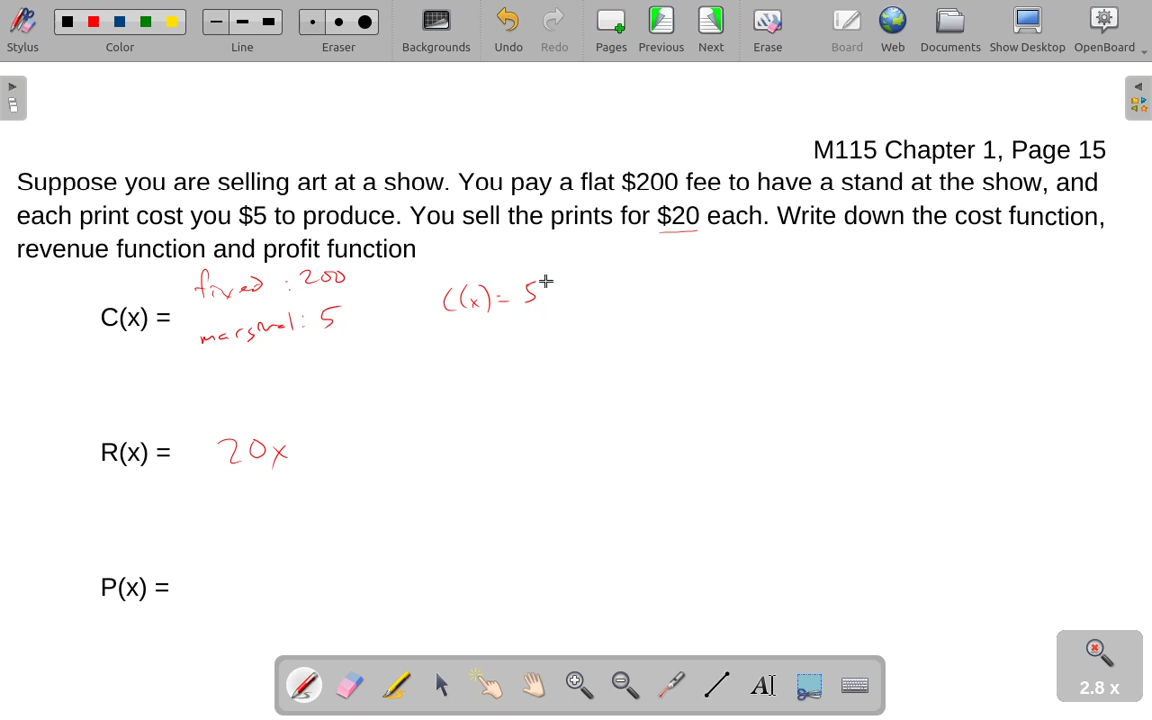 Stylus Color Line Eraser Backgrounds Undo Redo Pages Previous Next Erase Board Web Documents Show Desktop OpenBoard
M115 Chapter 1, Page 15
Suppose you are selling art at a show. You pay a flat $200 fee to have a stand at the show, and
each print cost you $5 to produce. You sell the prints for $20 each. Write down the cost function,
revenue function and profit function
fixed : 200
C(x) = 5
C(x) =
marginal: 5
R(x) = 20x
P(x) =
AI
2.8 x